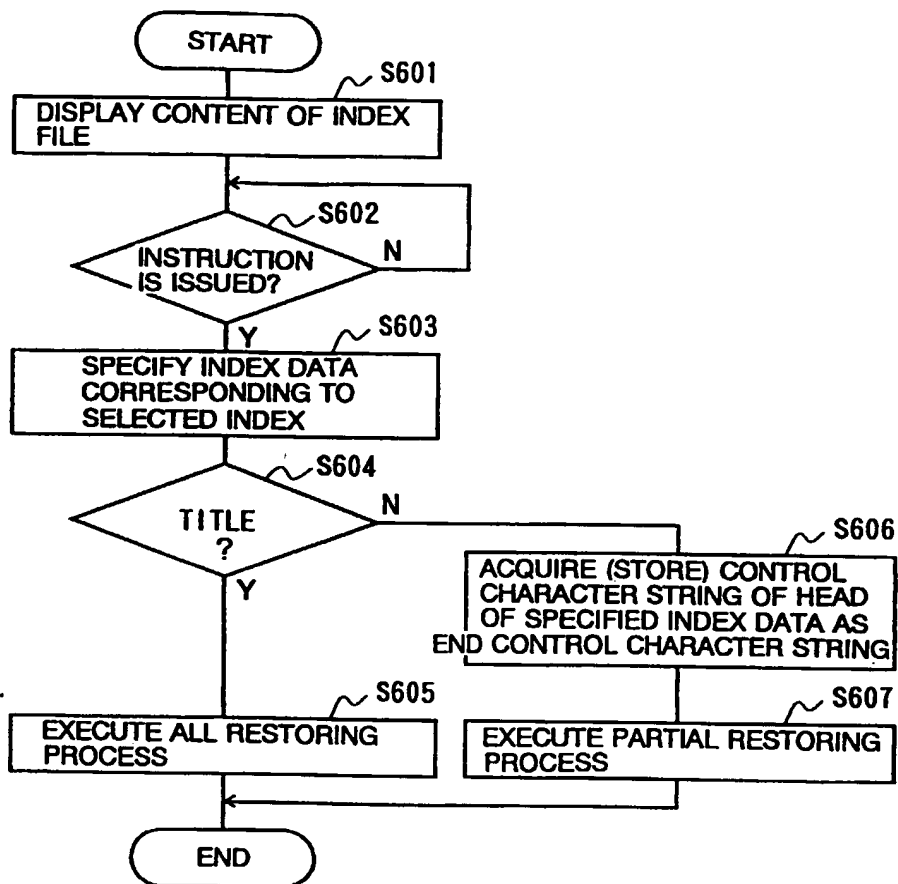 START
S601
DISPLAY CONTENT OF INDEX
FILE
S602
INSTRUCTION
IS ISSUED?
N
Y
S603
SPECIFY INDEX DATA
CORRESPONDING TO
SELECTED INDEX
S604
TITLE
?
N
Y
S606
ACQUIRE (STORE) CONTROL
CHARACTER STRING OF HEAD
OF SPECIFIED INDEX DATA AS
END CONTROL CHARACTER STRING
S605
EXECUTE ALL RESTORING
PROCESS
S607
EXECUTE PARTIAL RESTORING
PROCESS
END